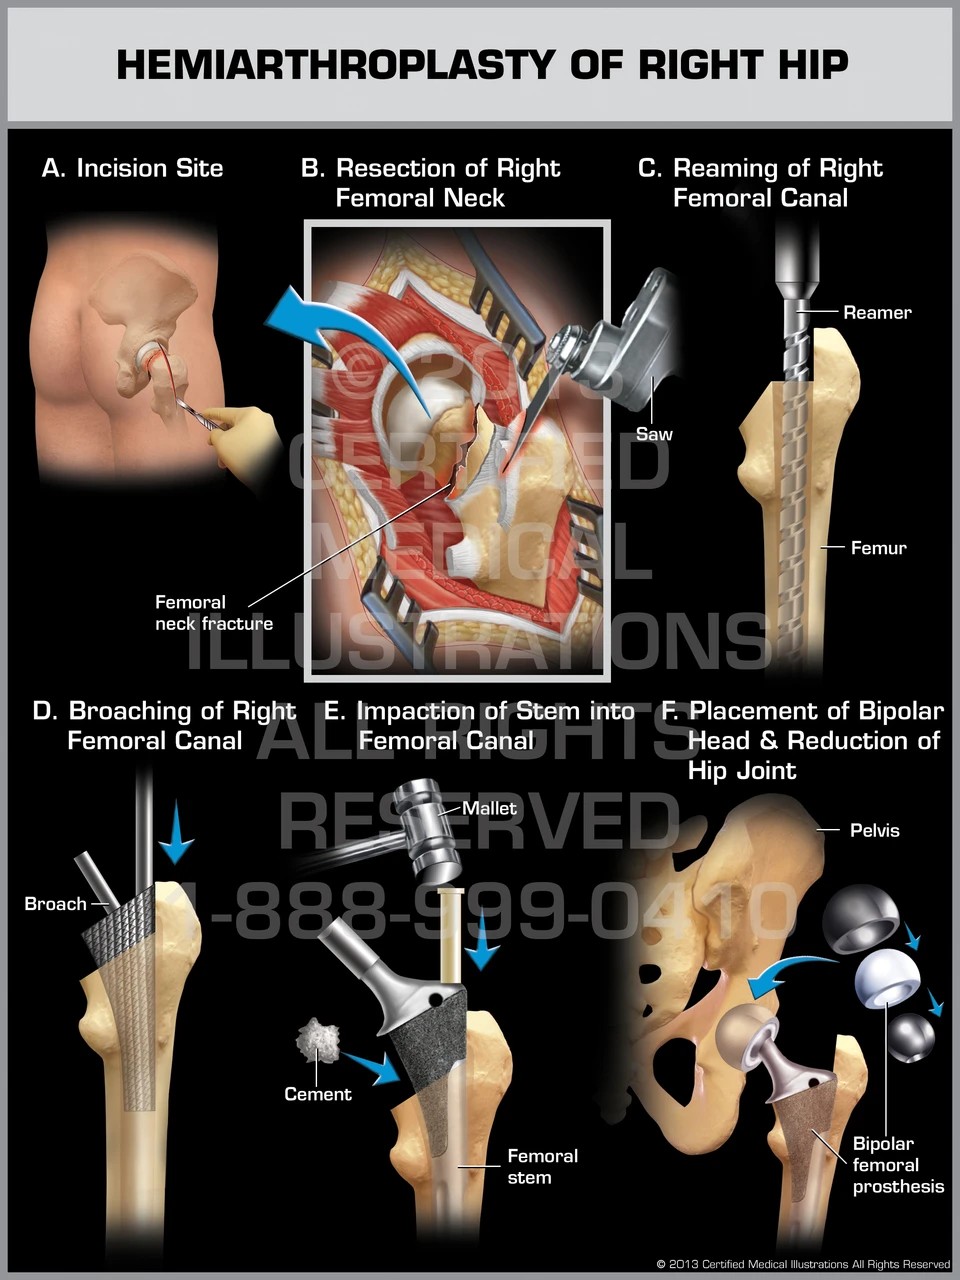 HEMIARTHROPLASTY OF RIGHT HIP
A. Incision Site
B. Resection of Right
Femoral Neck
C. Reaming of Right
Femoral Canal
Reamer
Saw
Femur
Femoral
neck fracture
© 2013
CERTIFIED
MEDICAL
ILLUSTRATIONS
ALL RIGHTS
RESERVED
1-888-999-0410
D. Broaching of Right
Femoral Canal
E. Impaction of Stem into
Femoral Canal
F. Placement of Bipolar
Head & Reduction of
Hip Joint
Mallet
Pelvis
Broach
Cement
Femoral
stem
Bipolar
femoral
prosthesis
© 2013 Certified Medical Illustrations All Rights Reserved